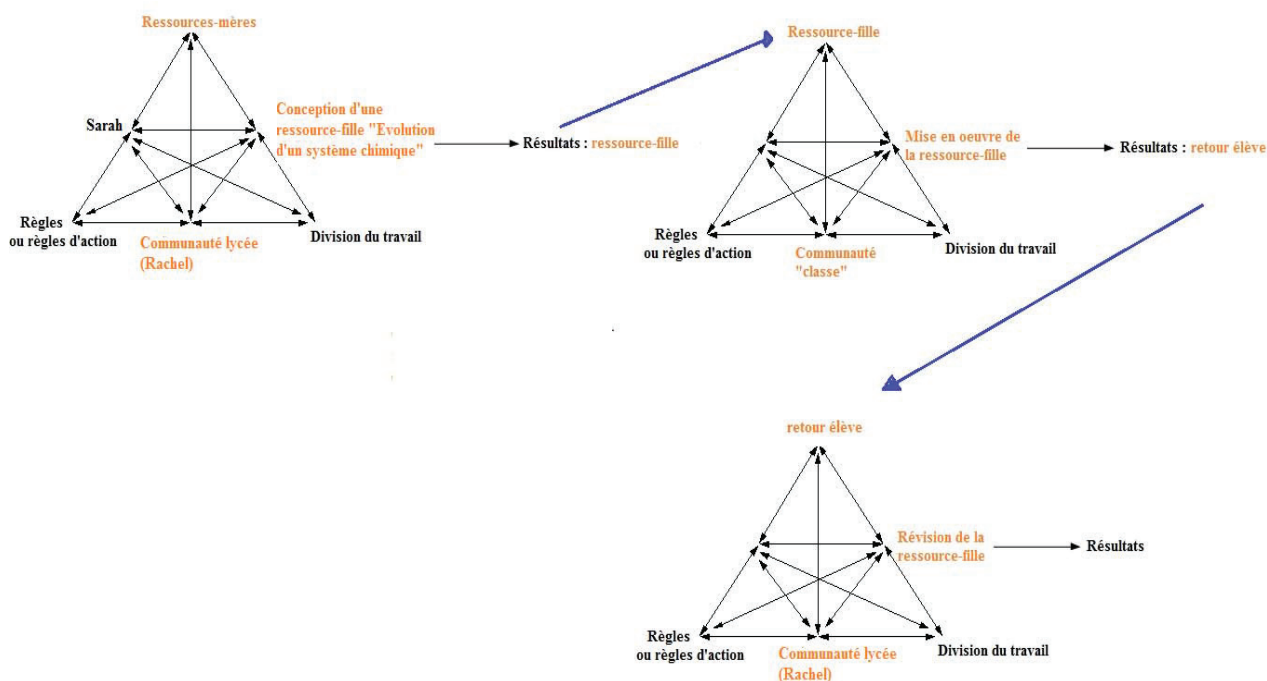 Ressources-mères
Sarah
Conception d'une
ressource-fille "Evolution
d'un système chimique"
Résultats : ressource-fille
Règles
ou règles d'action
Communauté lycée
(Rachel)
Division du travail
Ressource-fille
Mise en oeuvre de
la ressource-fille
Résultats : retour élève
Règles
ou règles d'action
Communauté
"classe"
Division du travail
retour élève
Révision de la
ressource-fille
Résultats
Règles
ou règles d'action
Communauté lycée
(Rachel)
Division du travail